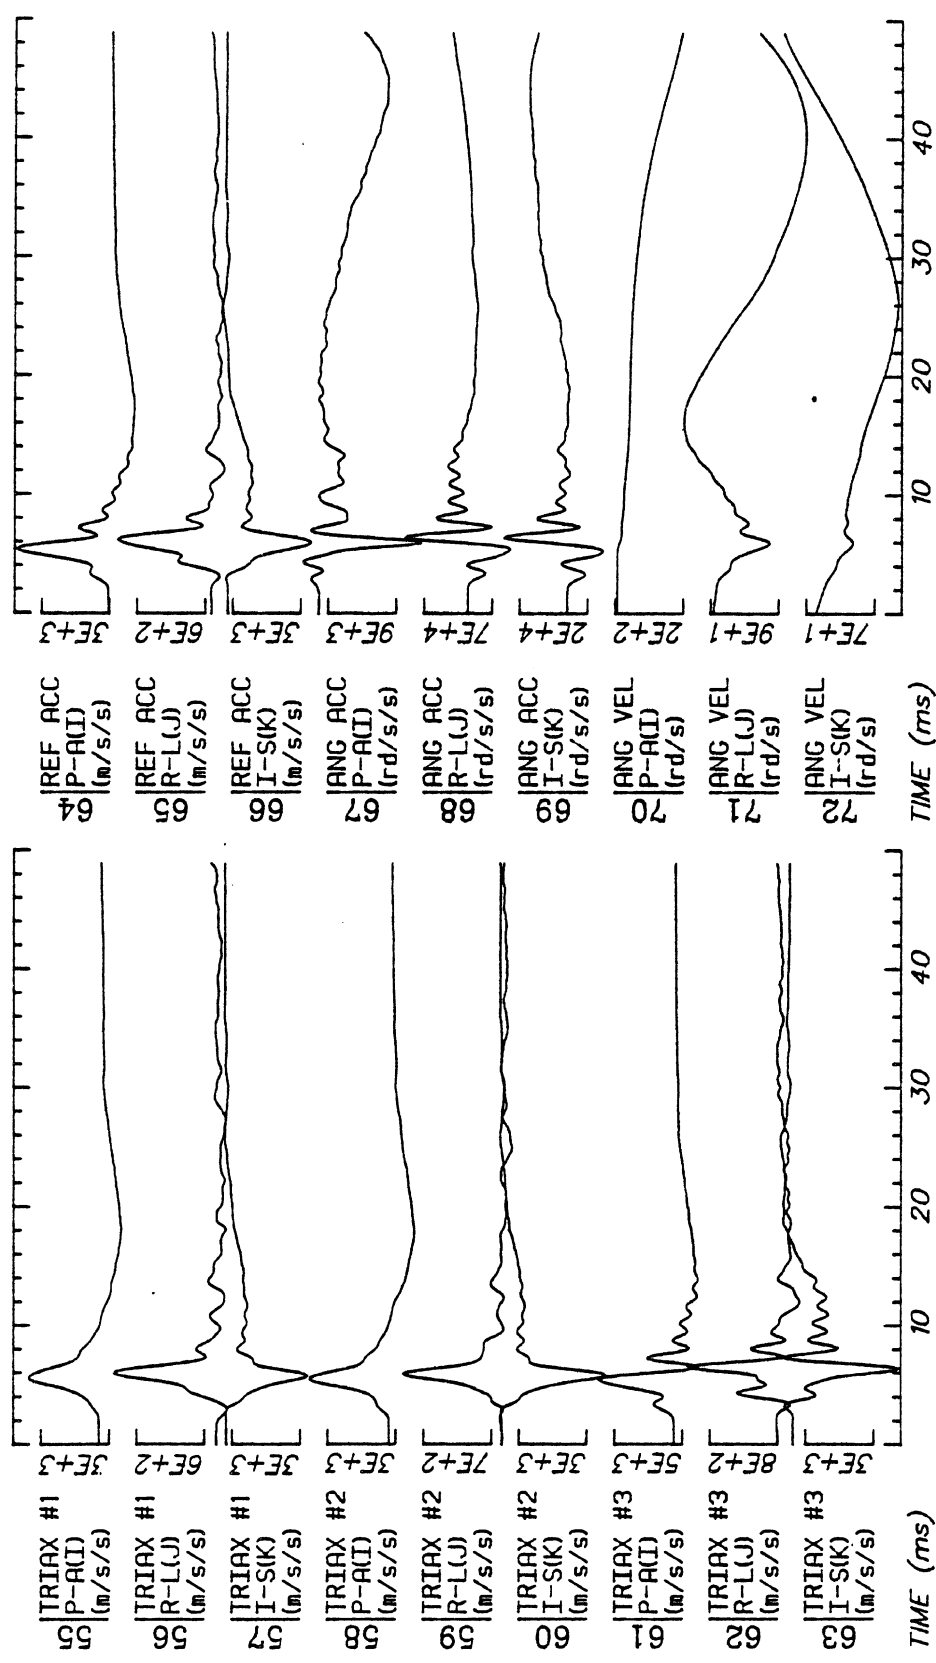 |REF ACC
P-A(I)
(m/s/s)
64
3E+3
|REF ACC
R-L(J)
(m/s/s)
65
6E+2
|REF ACC
I-S(K)
(m/s/s)
66
3E+3
|ANG ACC
P-A(I)
(rd/s/s)
67
9E+3
|ANG ACC
R-L(J)
(rd/s/s)
68
7E+4
|ANG ACC
I-S(K)
(rd/s/s)
69
2E+4
|ANG VEL
P-A(I)
(rd/s)
70
2E+2
|ANG VEL
R-L(J)
(rd/s)
71
9E+1
|ANG VEL
I-S(K)
(rd/s)
72
7E+1
TIME (ms)
10 20 30 40
|TRIAX #1
P-A(I)
(m/s/s)
55
3E+3
|TRIAX #1
R-L(J)
(m/s/s)
56
6E+2
|TRIAX #1
I-S(K)
(m/s/s)
57
3E+3
|TRIAX #2
P-A(I)
(m/s/s)
58
3E+3
|TRIAX #2
R-L(J)
(m/s/s)
59
7E+2
|TRIAX #2
I-S(K)
(m/s/s)
60
3E+3
|TRIAX #3
P-A(I)
(m/s/s)
61
5E+3
|TRIAX #3
R-L(J)
(m/s/s)
62
8E+2
|TRIAX #3
I-S(K)
(m/s/s)
63
3E+3
TIME (ms)
10 20 30 40